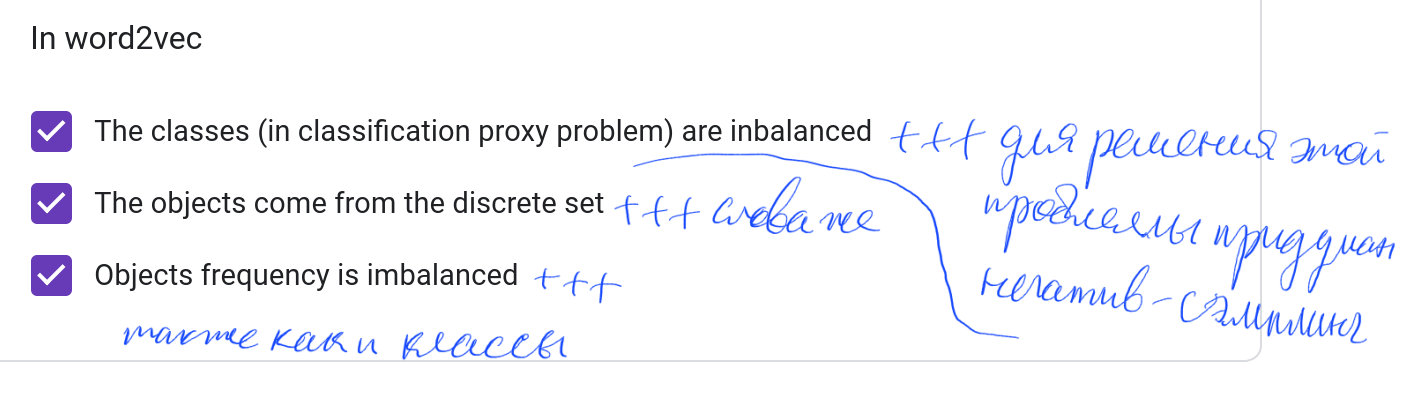 In word2vec
The classes (in classification proxy problem) are inbalanced +++ для решения этой
проблемы придуман
негатив-сэмплинг
The objects come from the discrete set +++ слова же
Objects frequency is imbalanced +++
также как и классы